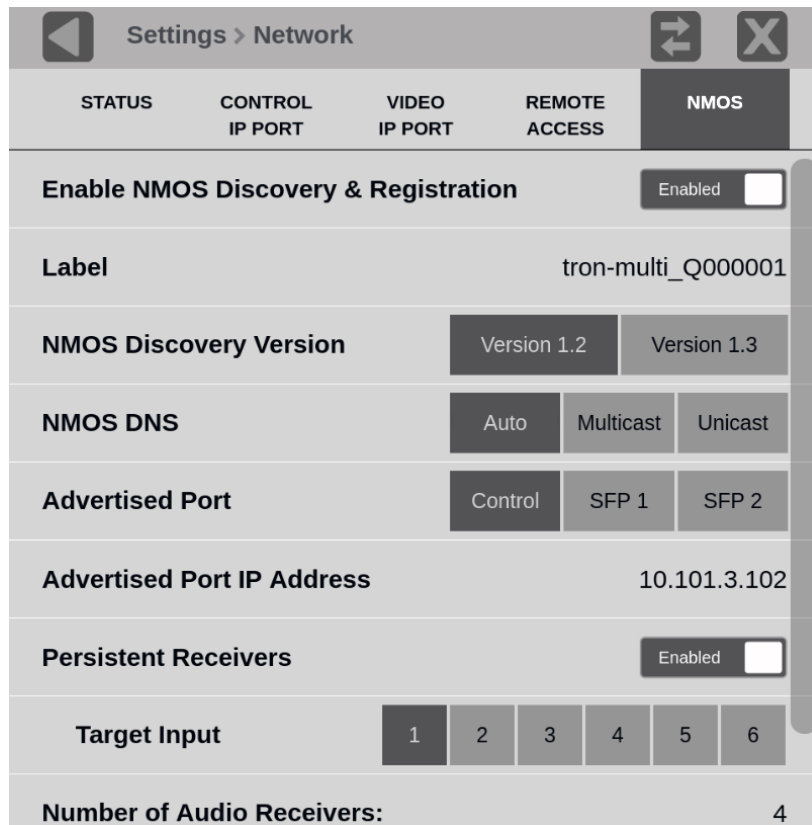 Settings > Network
STATUS CONTROL IP PORT VIDEO IP PORT REMOTE ACCESS NMOS
Enable NMOS Discovery & Registration Enabled
Label tron-multi_Q000001
NMOS Discovery Version Version 1.2 Version 1.3
NMOS DNS Auto Multicast Unicast
Advertised Port Control SFP 1 SFP 2
Advertised Port IP Address 10.101.3.102
Persistent Receivers Enabled
Target Input 1 2 3 4 5 6
Number of Audio Receivers: 4